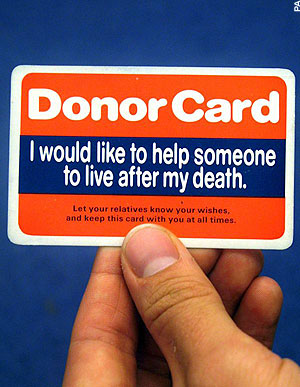 PA
Donor Card
I would like to help someone
to live after my death.
Let your relatives know your wishes,
and keep this card with you at all times.